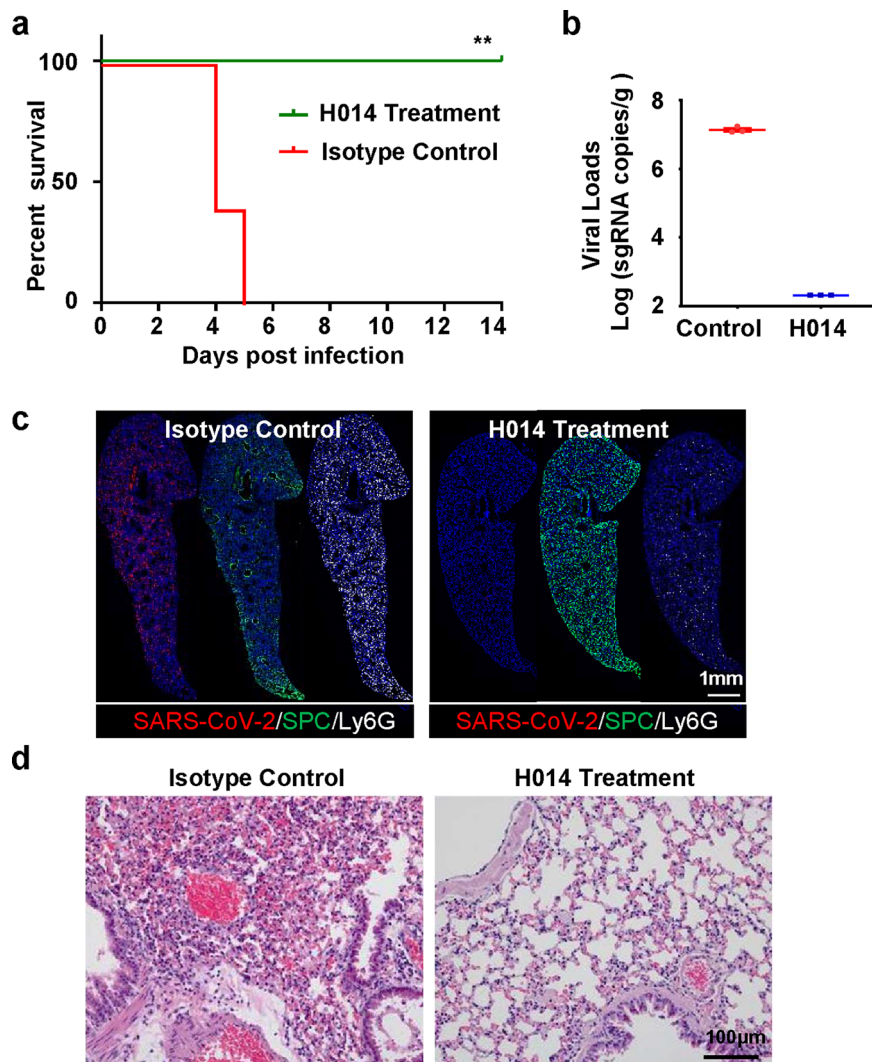 a
**
100
50
0
Percent survival
H014 Treatment
Isotype Control
0 2 4 6 8 10 12 14
Days post infection
b
8
6
4
2
Viral Loads
Log (sgRNA copies/g )
Control H014
c
Isotype Control
H014 Treatment
1mm
SARS-CoV-2/SPC/Ly6G
SARS-CoV-2/SPC/Ly6G
d
Isotype Control
H014 Treatment
100μm